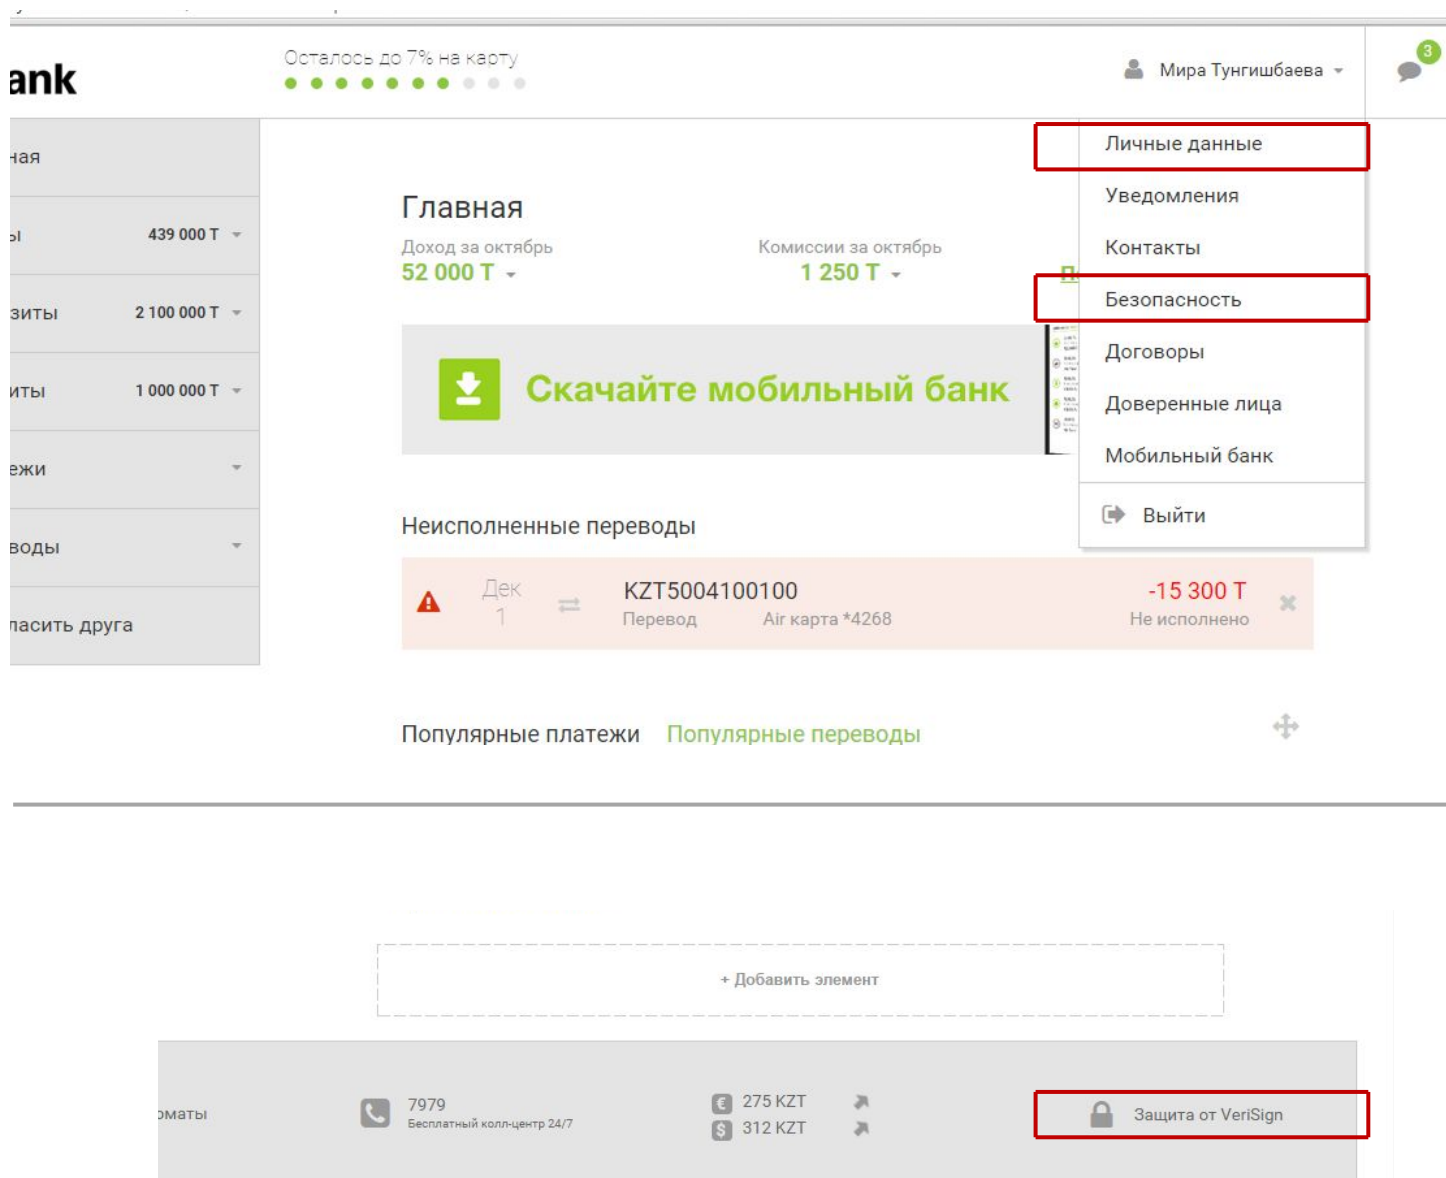 ank
Осталось до 7% на карту
Мира Тунгишбаева
3
ная
ы 439 000 T
зиты 2 100 000 T
иты 1 000 000 T
ежи
воды
ласить друга
Главная
Доход за октябрь
52 000 T
Комиссии за октябрь
1 250 T
Личные данные
Уведомления
Контакты
Безопасность
Договоры
Доверенные лица
Мобильный банк
Выйти
Скачайте мобильный банк
Неисполненные переводы
Дек
1
KZT5004100100
Перевод Air карта *4268
-15 300 T
Не исполнено
Популярные платежи Популярные переводы
+ Добавить элемент
оматы
7979
Бесплатный колл-центр 24/7
€ 275 KZT
$ 312 KZT
Защита от VeriSign